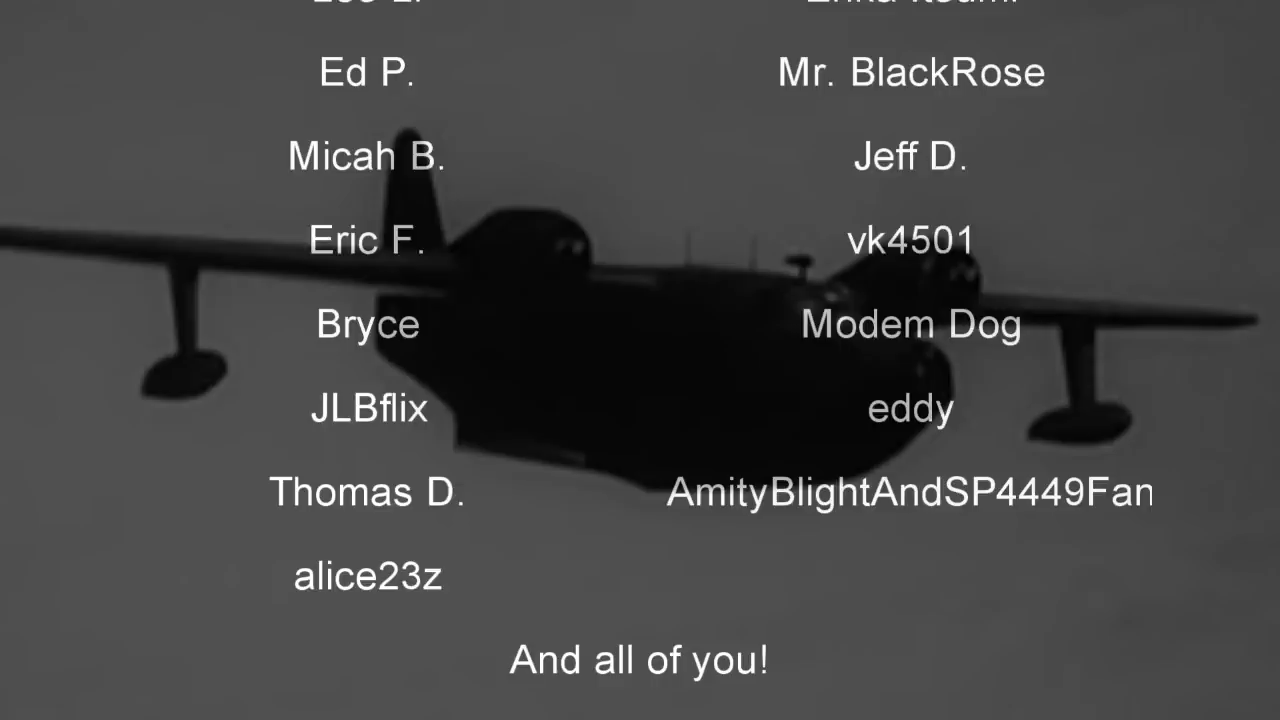 Ed P. Mr. BlackRose
Micah B. Jeff D.
Eric F. vk4501
Bryce Modem Dog
JLBflix eddy
Thomas D. AmityBlightAndSP4449Fan
alice23z
And all of you!